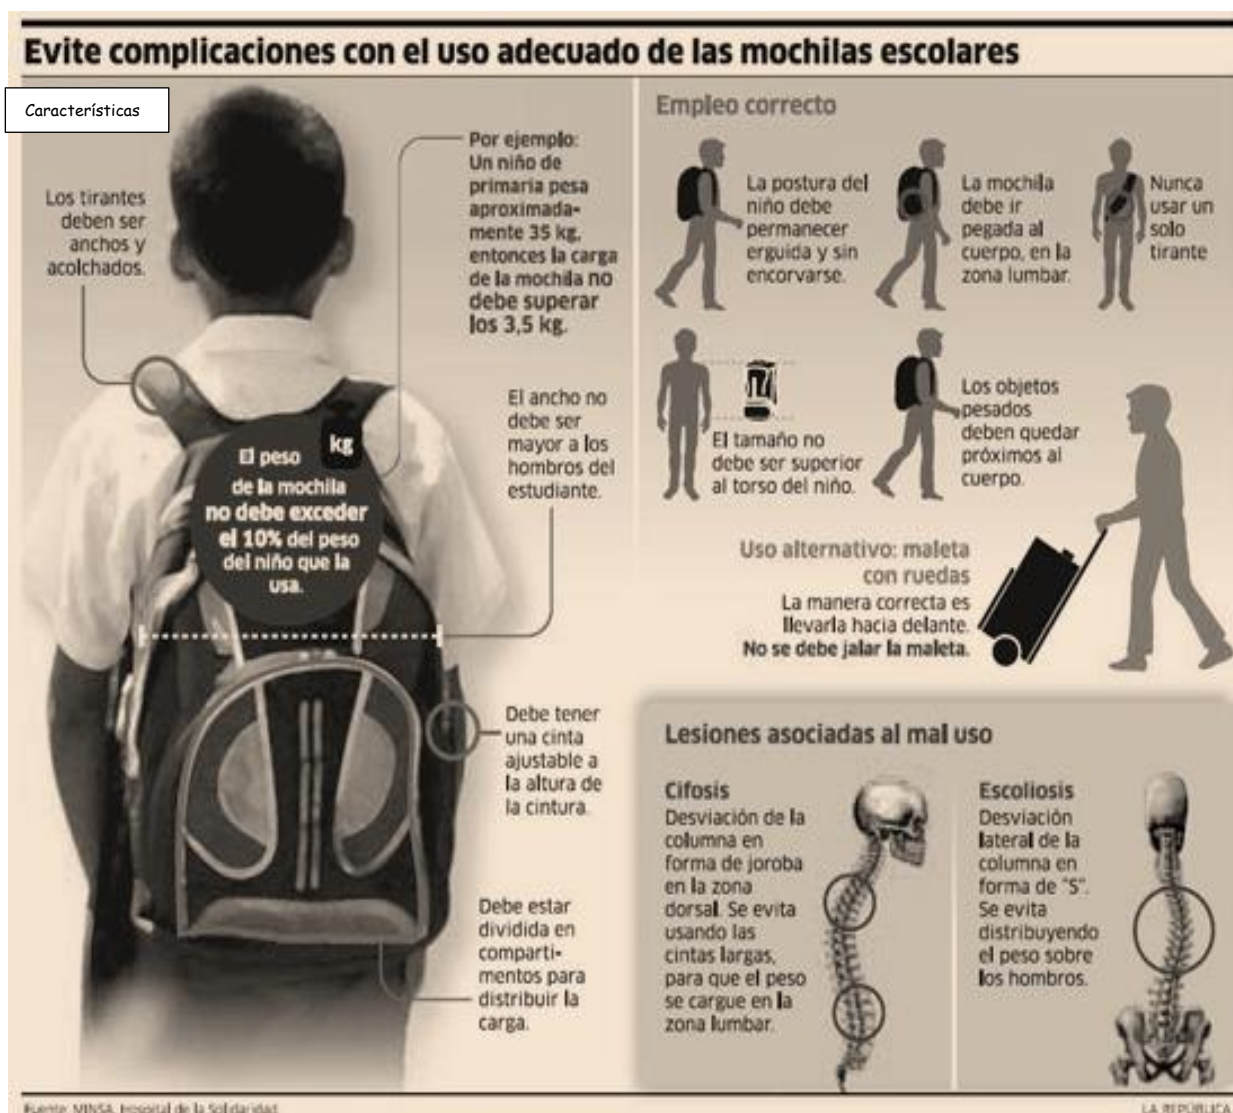 Evite complicaciones con el uso adecuado de las mochilas escolares
Características
Los tirantes
deben ser
anchos y
acolchados.
Por ejemplo:
Un niño de
primaria pesa
aproximada-
mente 35 kg,
entonces la carga
de la mochila no
debe superar
los 3,5 kg.
El ancho no
debe ser
mayor a los
hombros del
estudiante.
kg
El peso
de la mochila
no debe exceder
el 10% del peso
del niño que la
usa.
Debe tener
una cinta
ajustable a
la altura de
la cintura.
Debe estar
dividida en
comparti-
mentos para
distribuir la
carga.
Empleo correcto
La postura del
niño debe
permanecer
erguida y sin
encorvarse.
La mochila
debe ir
pegada al
cuerpo, en la
zona lumbar.
Nunca
usar un
solo
tirante
El tamaño no
debe ser superior
al torso del niño.
Los objetos
pesados
deben quedar
próximos al
cuerpo.
Uso alternativo: maleta
con ruedas
La manera correcta es
llevarla hacia delante.
No se debe jalar la maleta.
Lesiones asociadas al mal uso
Cifosis
Desviación de la
columna en
forma de joroba
en la zona
dorsal. Se evita
usando las
cintas largas,
para que el peso
se cargue en la
zona lumbar.
Escoliosis
Desviación
lateral de la
columna en
forma de "S".
Se evita
distribuyendo
el peso sobre
los hombros.
Fuente: MINSA, Hospital de la Solidaridad
LA REPÚBLICA